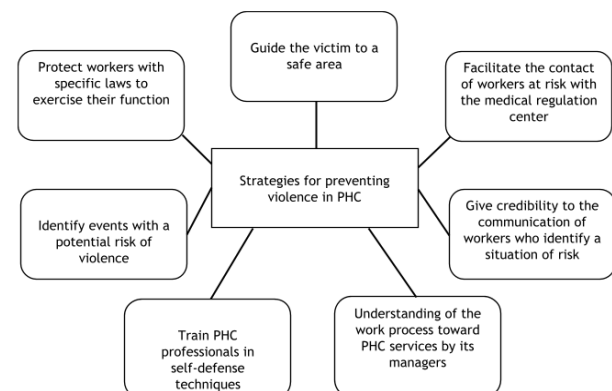 Guide the victim to a
safe area
Protect workers with
specific laws to
exercise their function
Facilitate the contact
of workers at risk with
the medical regulation
center
Strategies for preventing
violence in PHC
Identify events with a
potential risk of
violence
Give credibility to the
communication of
workers who identify a
situation of risk
Train PHC
professionals in
self-defense
techniques
Understanding of the
work process toward
PHC services by its
managers